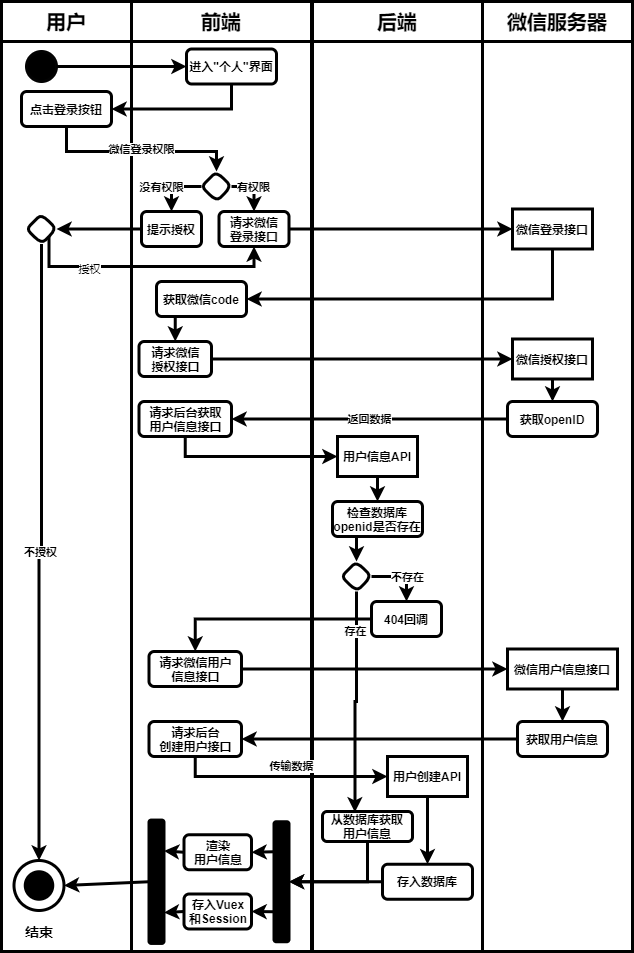 用户
前端
后端
微信服务器
进入"个人"界面
点击登录按钮
微信登录权限
没有权限
有权限
提示授权
请求微信
登录接口
微信登录接口
授权
获取微信code
请求微信
授权接口
微信授权接口
请求后台获取
用户信息接口
返回数据
获取openID
用户信息API
检查数据库
openid是否存在
不授权
不存在
404回调
存在
请求微信用户
信息接口
微信用户信息接口
请求后台
创建用户接口
获取用户信息
传输数据
用户创建API
从数据库获取
用户信息
渲染
用户信息
存入数据库
存入Vuex
和Session
结束